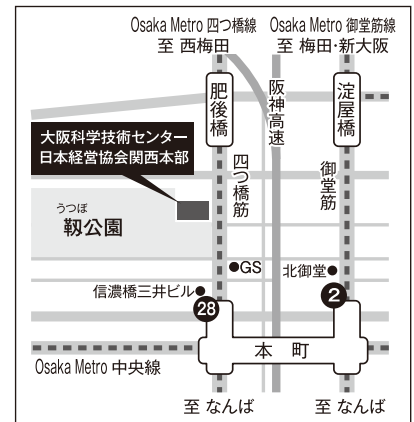 Osaka Metro 四つ橋線
至 西梅田
Osaka Metro 御堂筋線
至 梅田・新大阪
肥後橋
阪神高速
淀屋橋
大阪科学技術センター
日本経営協会関西本部
四つ橋筋
御堂筋
うつぼ
靱公園
GS
北御堂
信濃橋三井ビル
28
2
本町
Osaka Metro 中央線
至 なんば
至 なんば